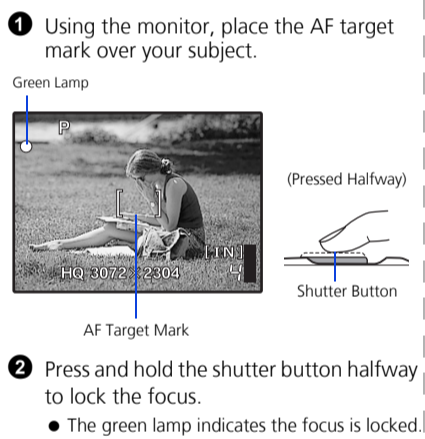 1 Using the monitor, place the AF target
mark over your subject.
Green Lamp
P
(Pressed Halfway)
[IN]
HQ 3072×2304 4
Shutter Button
AF Target Mark
2 Press and hold the shutter button halfway
to lock the focus.
● The green lamp indicates the focus is locked.